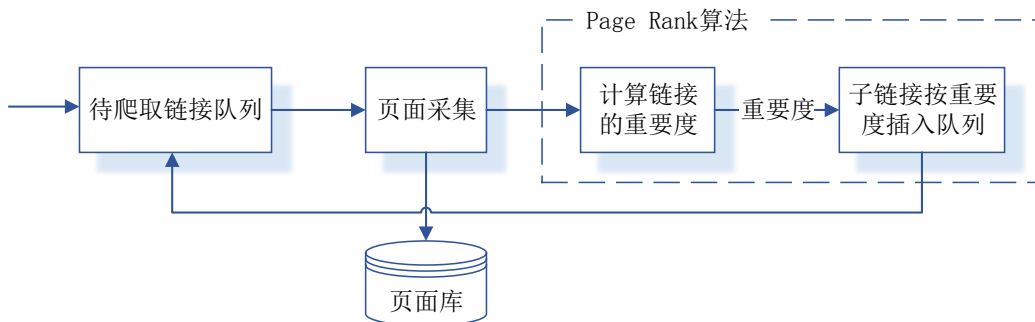 Page Rank算法
待爬取链接队列
页面采集
计算链接
的重要度
重要度
子链接按重要
度插入队列
页面库